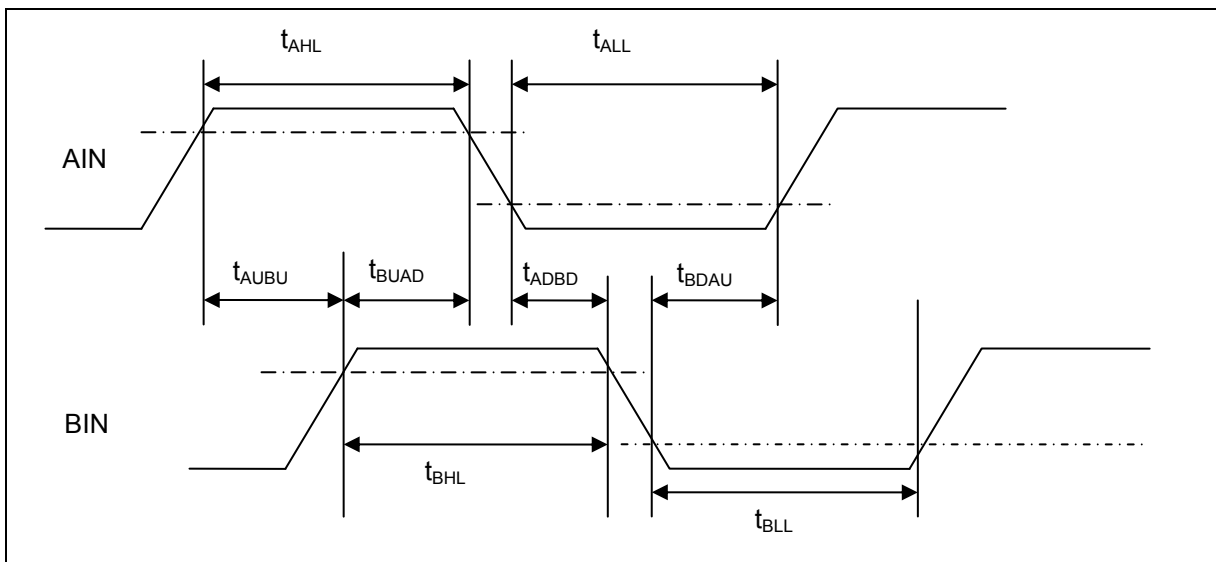 tAHL tALL
AIN
tAUBU tBUAD tADBD tBDAU
BIN
tBHL
tBLL